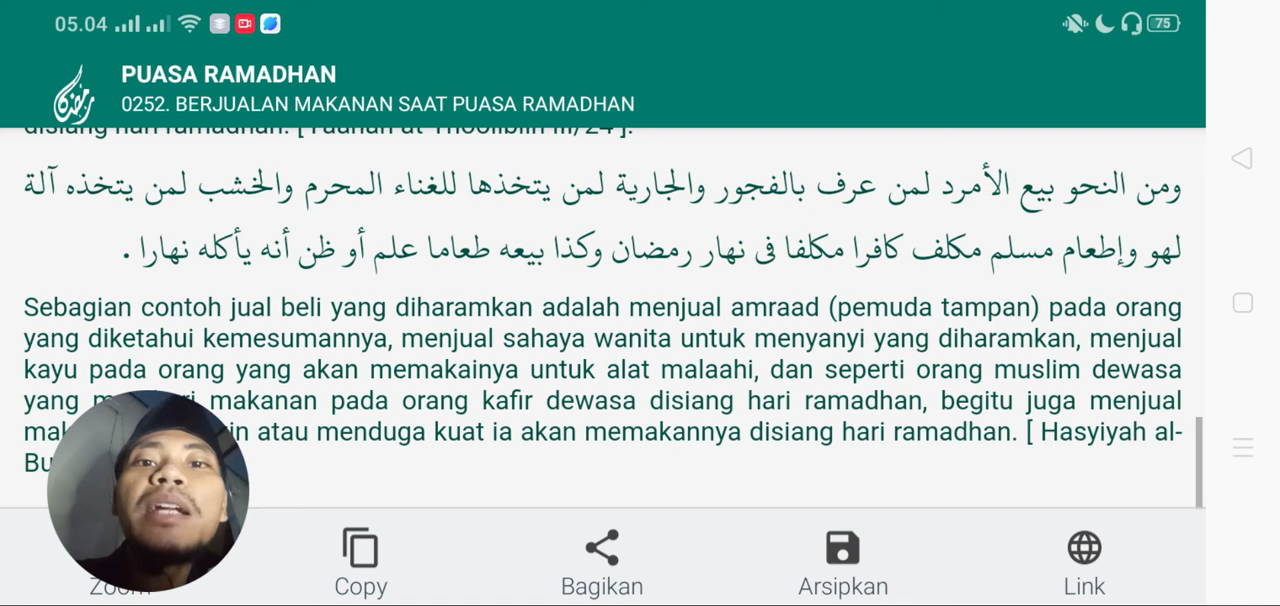 05.04
75
PUASA RAMADHAN
0252. BERJUALAN MAKANAN SAAT PUASA RAMADHAN
ومن النحو بيع الأمرد لمن عرف بالفجور والجارية لمن يتخذها للغناء المحرم والخشب لمن يتخذه آلة
لهو وإطعام مسلم مكلف كافرا مكلفا فى نهار رمضان وكذا بيعه طعاما علم أو ظن أنه يأكله نهارا .
Sebagian contoh jual beli yang diharamkan adalah menjual amraad (pemuda tampan) pada orang
yang diketahui kemesumannya, menjual sahaya wanita untuk menyanyi yang diharamkan, menjual
kayu pada orang yang akan memakainya untuk alat malaahi, dan seperti orang muslim dewasa
yang makanan pada orang kafir dewasa disiang hari ramadhan, begitu juga menjual
atau menduga kuat ia akan memakannya disiang hari ramadhan. [ Hasyiyah al-
Copy
Bagikan
Arsipkan
Link